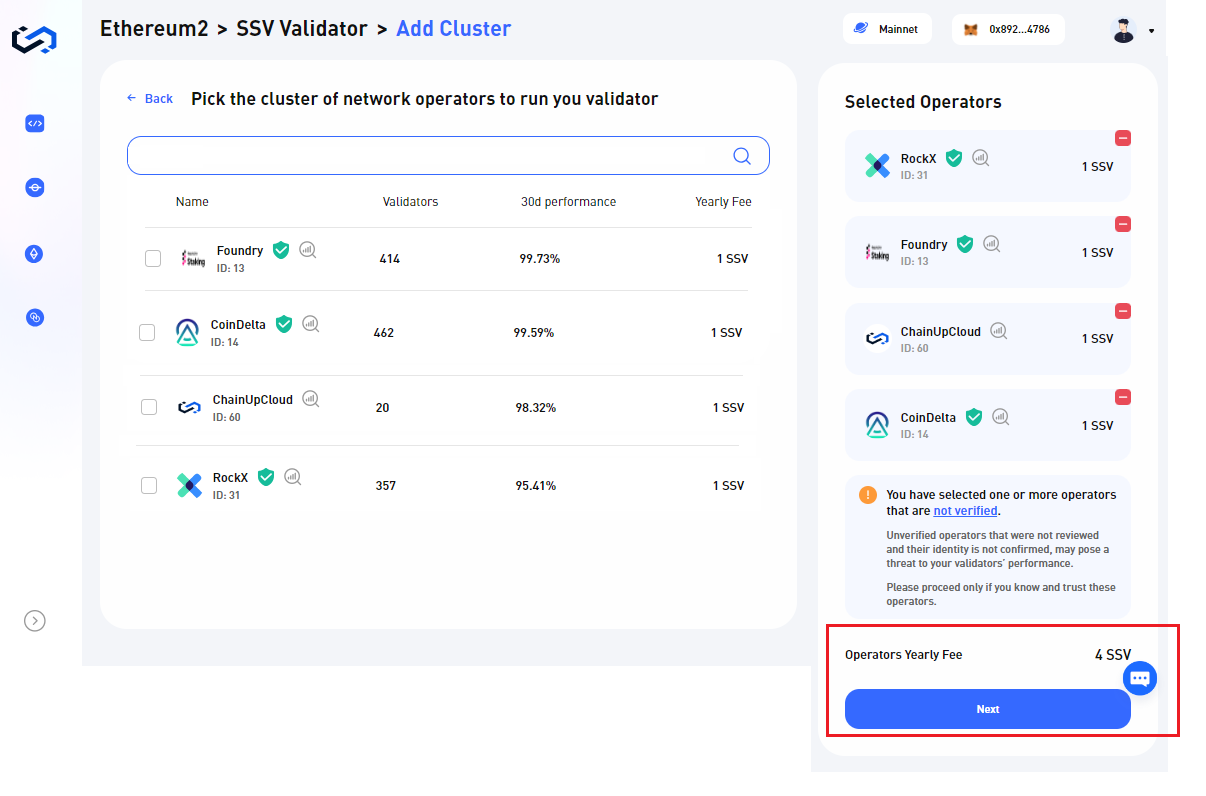 Ethereum2 > SSV Validator > Add Cluster
Mainnet
0x892...4786
← Back
Pick the cluster of network operators to run you validator
Name Validators 30d performance Yearly Fee
Foundry
ID: 13
414 99.73% 1 SSV
CoinDelta
ID: 14
462 99.59% 1 SSV
ChainUpCloud
ID: 60
20 98.32% 1 SSV
RockX
ID: 31
357 95.41% 1 SSV
Selected Operators
RockX
ID: 31
1 SSV
Staking
Foundry
ID: 13
1 SSV
ChainUpCloud
ID: 60
1 SSV
CoinDelta
ID: 14
1 SSV
You have selected one or more operators
that are not verified.
Unverified operators that were not reviewed
and their identity is not confirmed, may pose a
threat to your validators' performance.
Please proceed only if you know and trust these
operators.
Operators Yearly Fee 4 SSV
Next